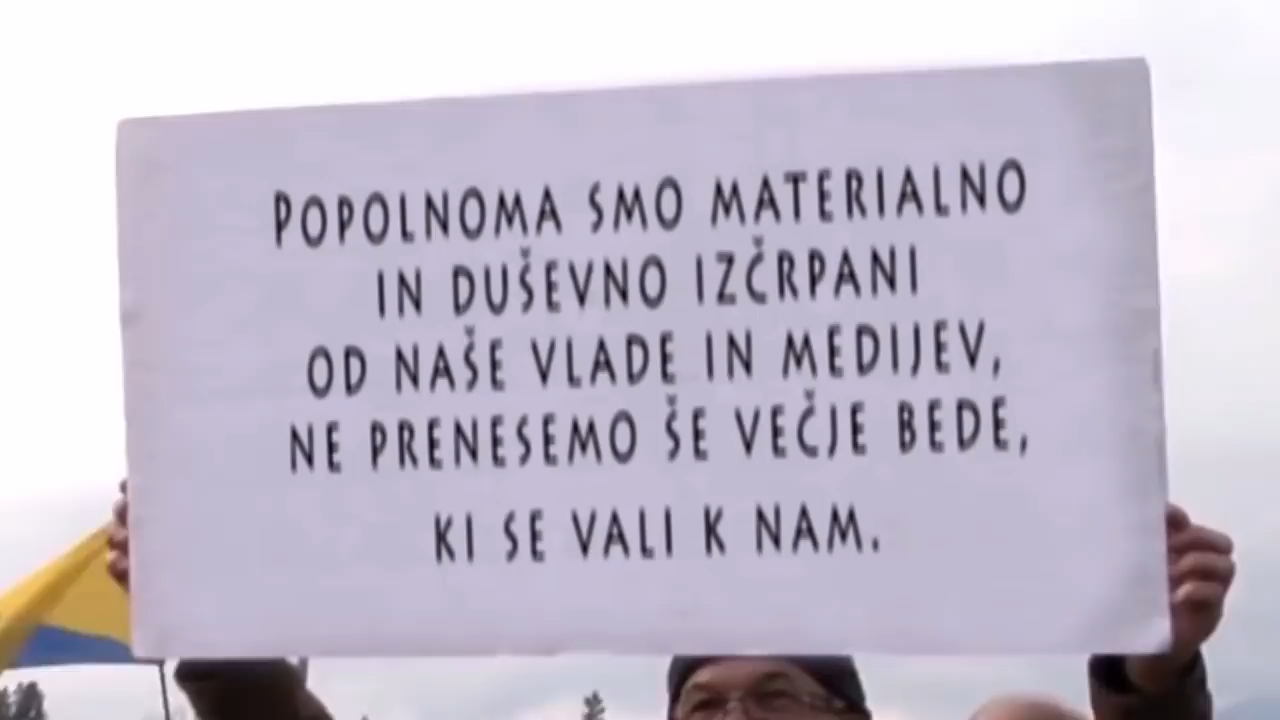 POPOLNOMA SMO MATERIALNO
IN DUŠEVNO IZČRPANI
OD NAŠE VLADE IN MEDIJEV,
NE PRENESEMO ŠE VEČJE BEDE,
KI SE VALI K NAM.